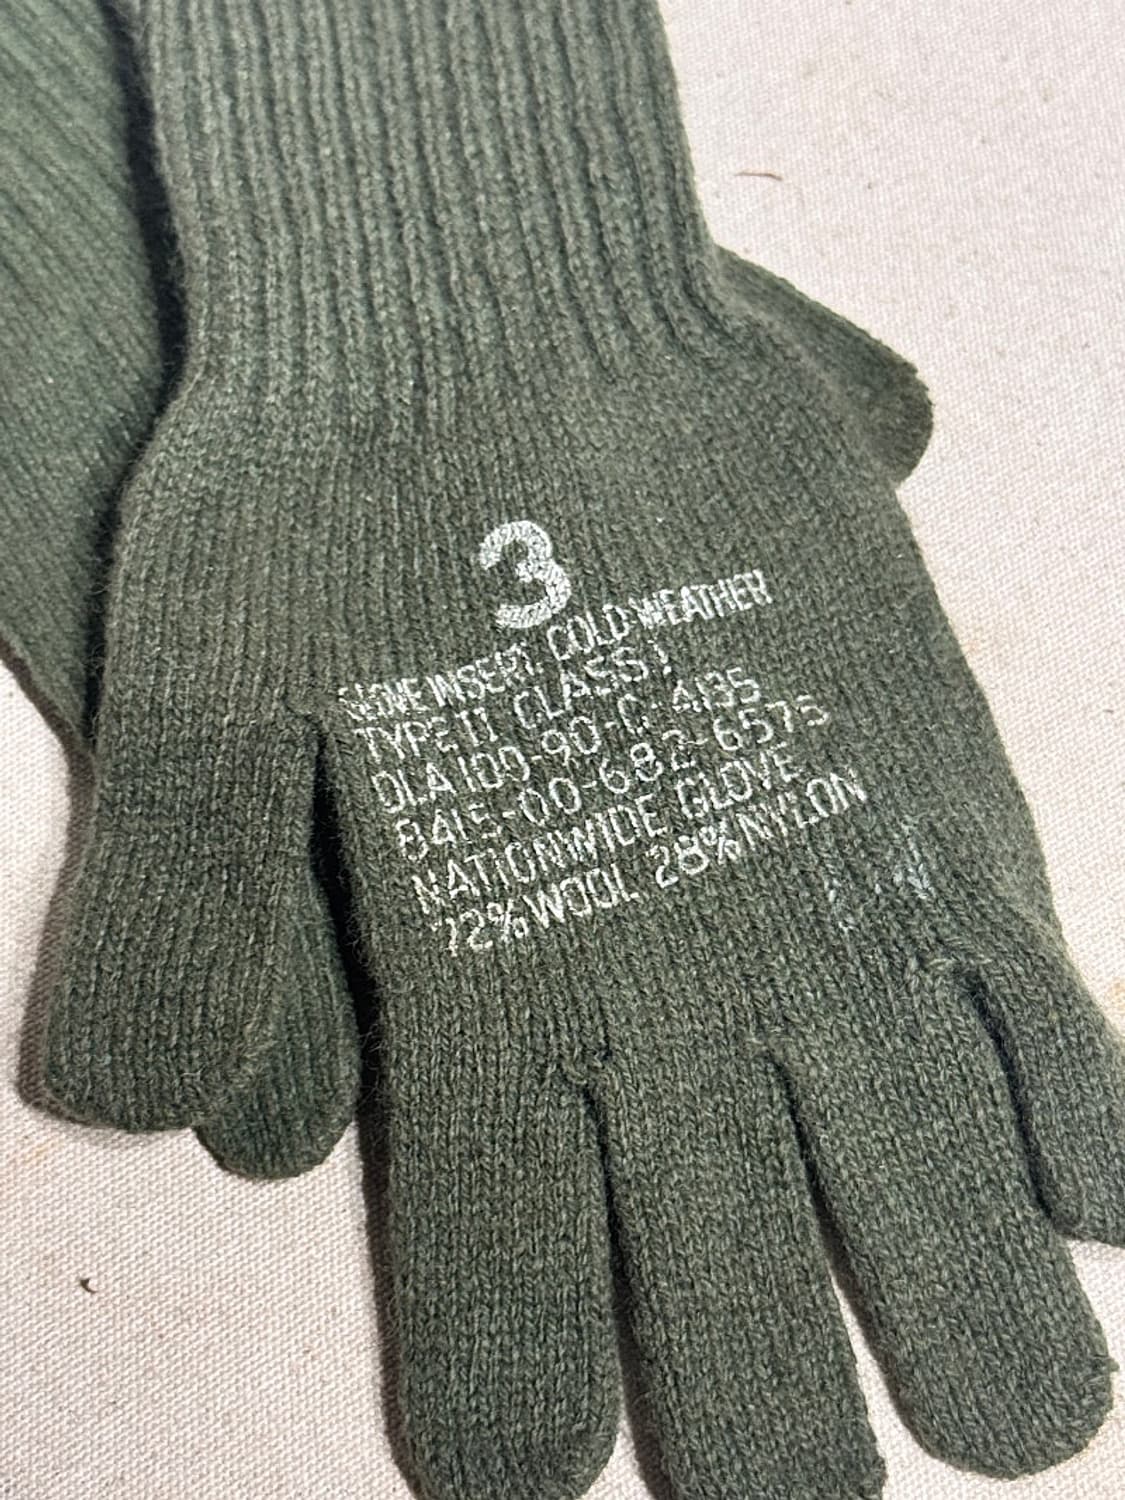 3
GLOVE INSERT, COLD WEATHER
TYPE II CLASS 1
DLA 100-90-C-4135
8415-00-682-6575
NATIONWIDE GLOVE
72% WOOL 28% NYLON